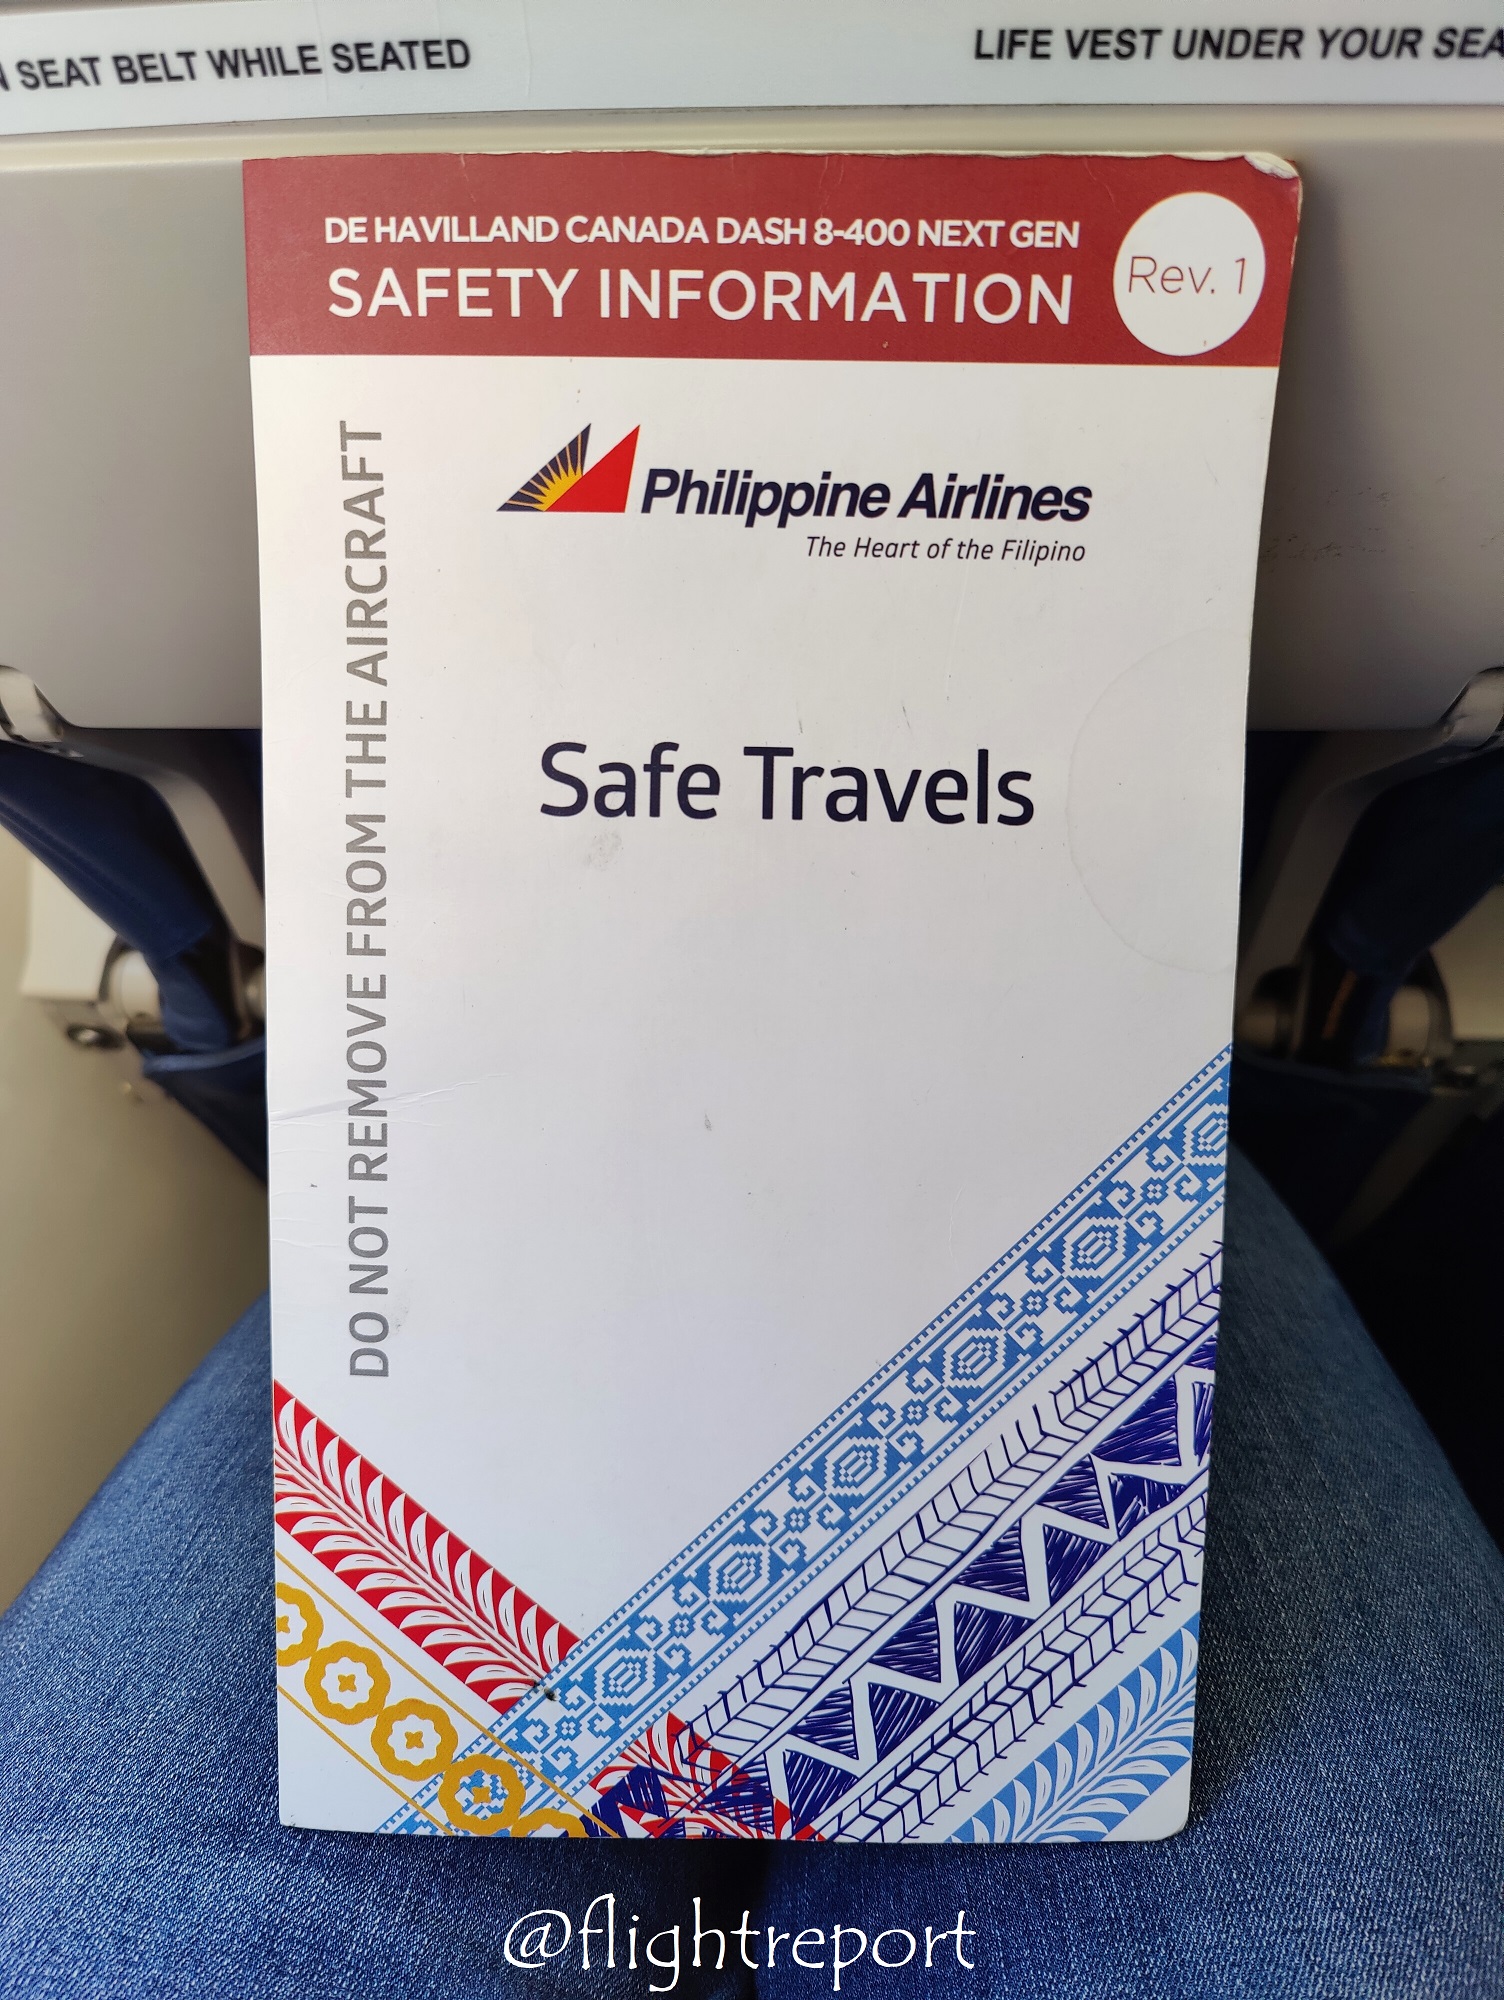 SEAT BELT WHILE SEATED
LIFE VEST UNDER YOUR
DE HAVILLAND CANADA DASH 8-400 NEXT GEN
SAFETY INFORMATION
Rev. 1
Philippine Airlines
The Heart of the Filipino
DO NOT REMOVE FROM THE AIRCRAFT
Safe Travels
@flightreport